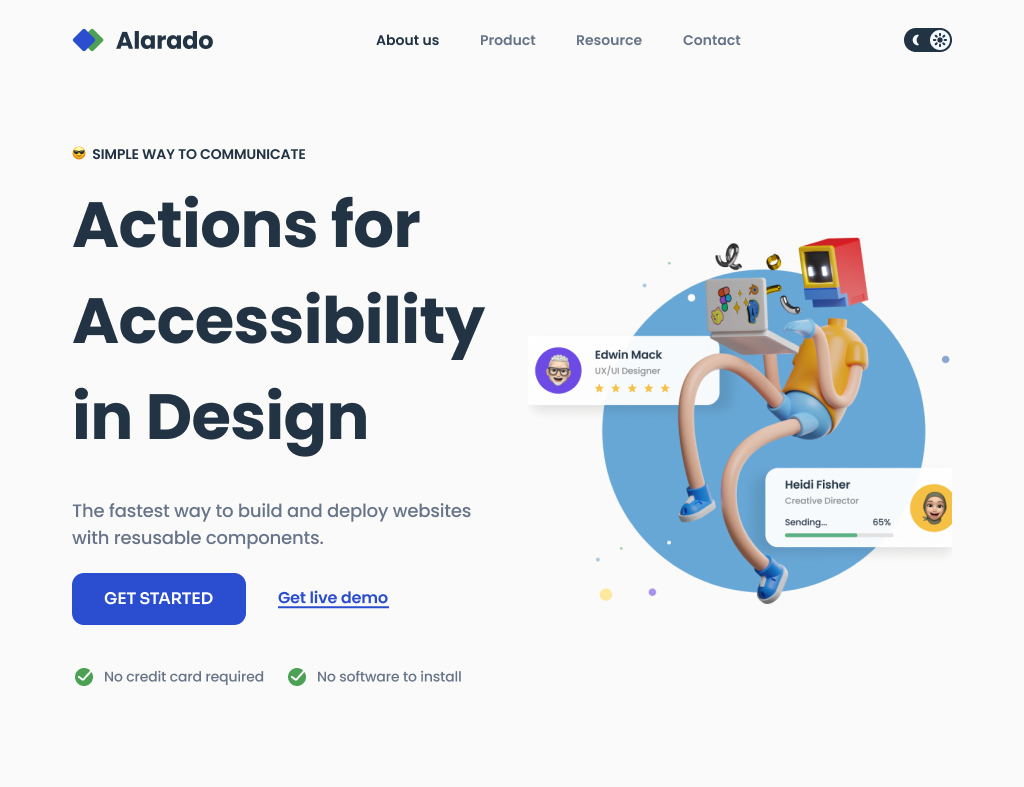 Alarado
About us
Product
Resource
Contact
😎 SIMPLE WAY TO COMMUNICATE
Actions for
Accessibility
in Design
The fastest way to build and deploy websites
with resusable components.
GET STARTED
Get live demo
No credit card required
No software to install
Edwin Mack
UX/UI Designer
Heidi Fisher
Creative Director
Sending... 65%